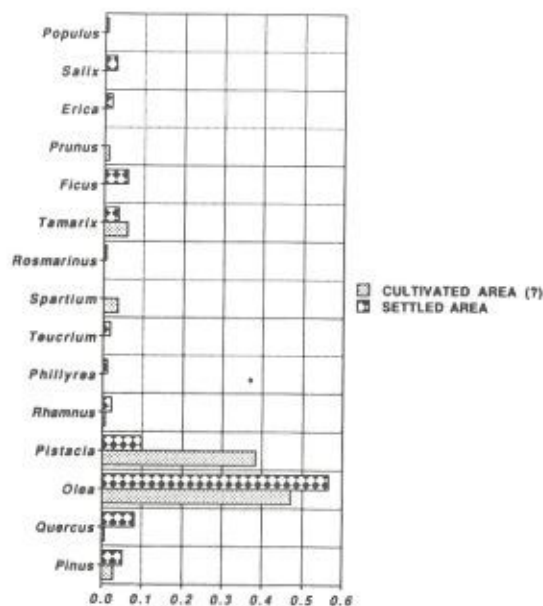 Populus
Salix
Erica
Prunus
Ficus
Tamarix
Rosmarinus
Spartium
Teucrium
Phillyrea
Rhamnus
Pistacia
Olea
Quercus
Pinus
0.0 0.1 0.2 0.3 0.4 0.5 0.6
CULTIVATED AREA (?)
SETTLED AREA